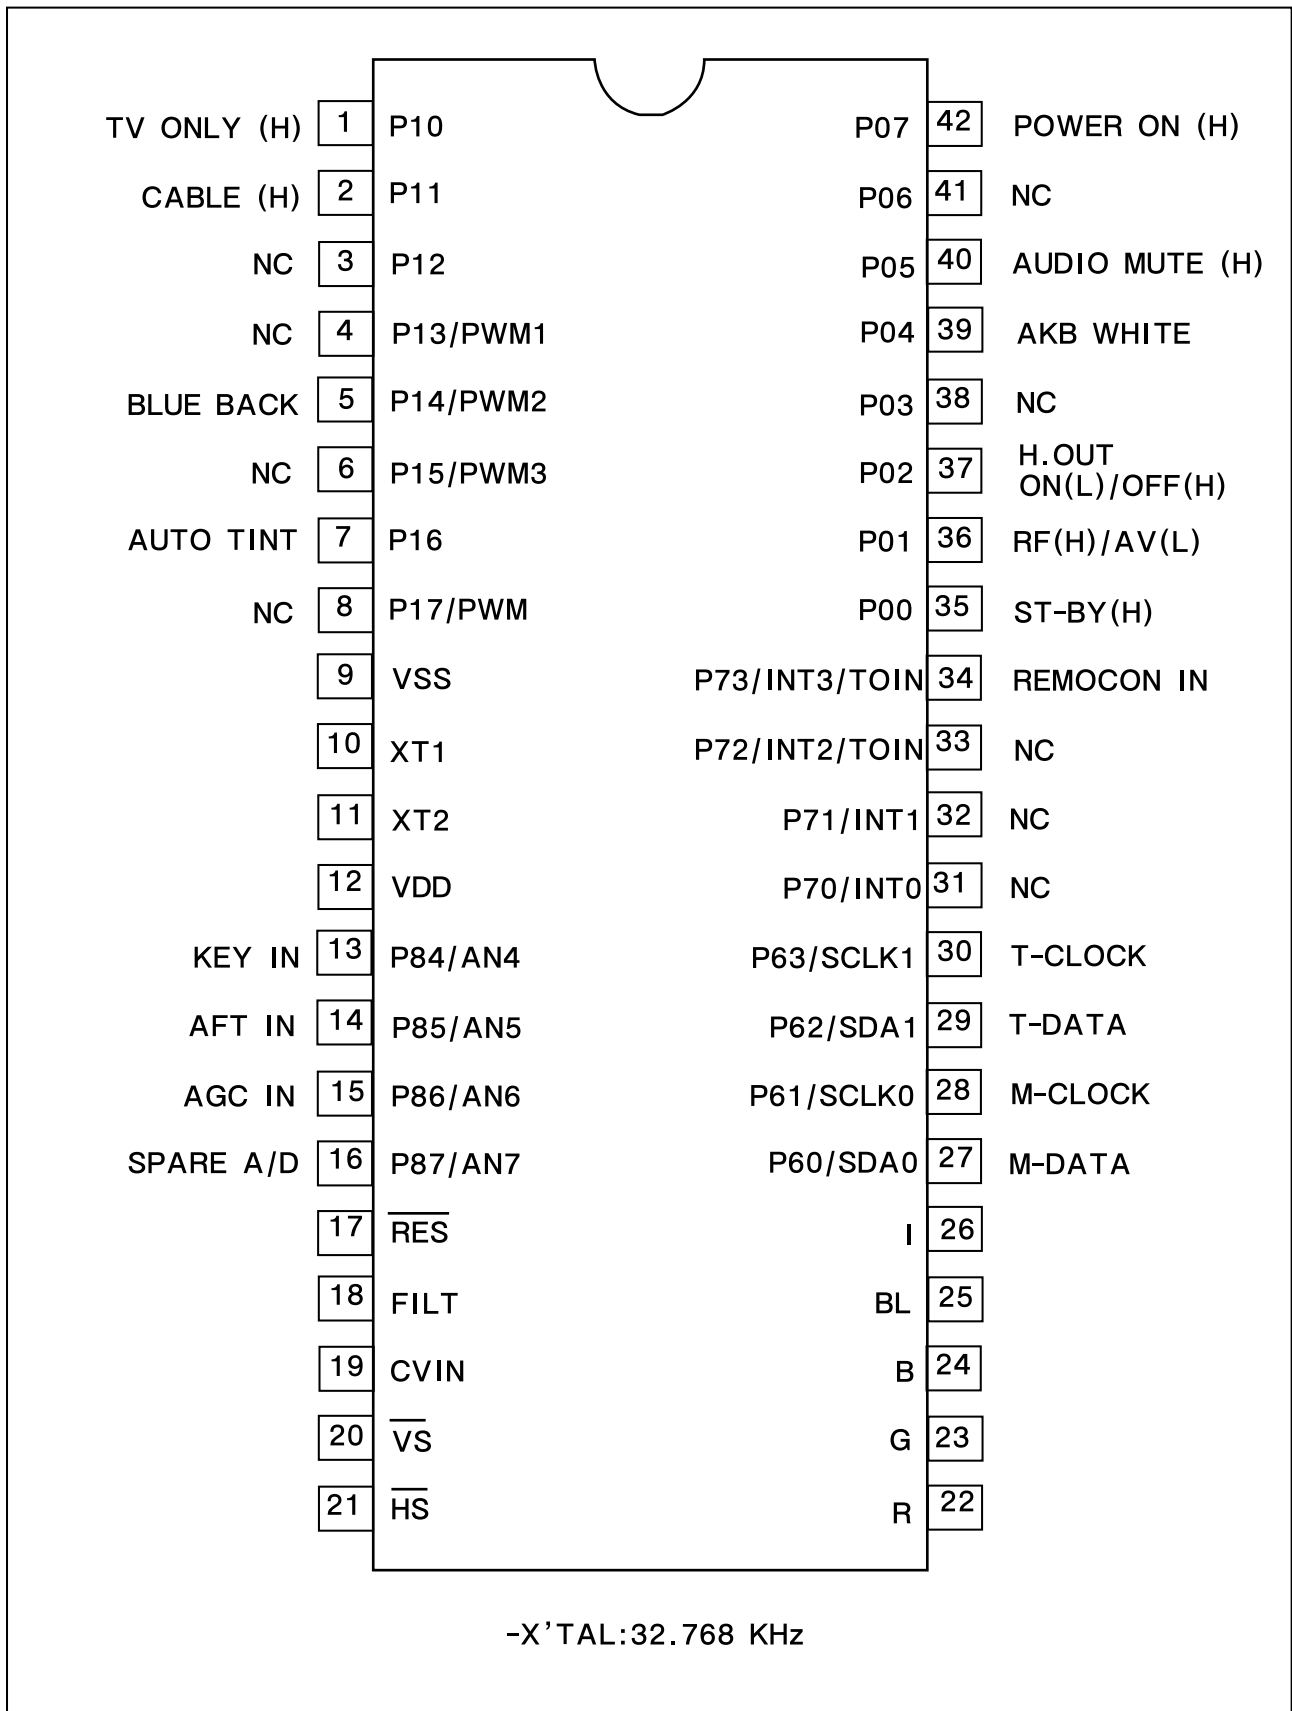 TV ONLY (H) 1 P10 P07 42 POWER ON (H)
CABLE (H) 2 P11 P06 41 NC
NC 3 P12 P05 40 AUDIO MUTE (H)
NC 4 P13/PWM1 P04 39 AKB WHITE
BLUE BACK 5 P14/PWM2 P03 38 NC
NC 6 P15/PWM3 P02 37 H.OUT
ON(L)/OFF(H)
AUTO TINT 7 P16 P01 36 RF(H)/AV(L)
NC 8 P17/PWM P00 35 ST-BY(H)
9 VSS P73/INT3/TOIN 34 REMOCON IN
10 XT1 P72/INT2/TOIN 33 NC
11 XT2 P71/INT1 32 NC
12 VDD P70/INT0 31 NC
KEY IN 13 P84/AN4 P63/SCLK1 30 T-CLOCK
AFT IN 14 P85/AN5 P62/SDA1 29 T-DATA
AGC IN 15 P86/AN6 P61/SCLK0 28 M-CLOCK
SPARE A/D 16 P87/AN7 P60/SDA0 27 M-DATA
17 R̅E̅S̅ I 26
18 FILT BL 25
19 CVIN B 24
20 V̅S̅ G 23
21 H̅S̅ R 22
-X’TAL:32.768 KHz